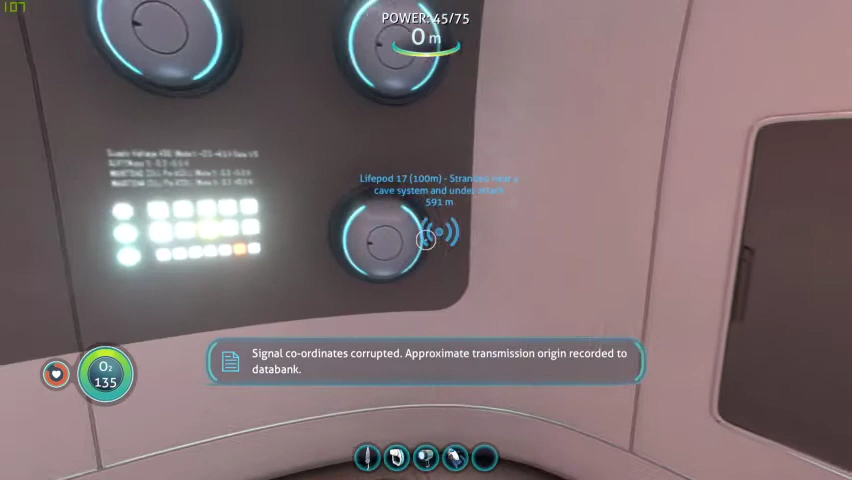 107
POWER: 45/75
0 m
Lifepod 17 (100m) - Stranded near a
cave system and under attack
591 m
Signal co-ordinates corrupted. Approximate transmission origin recorded to
databank.
O₂
135